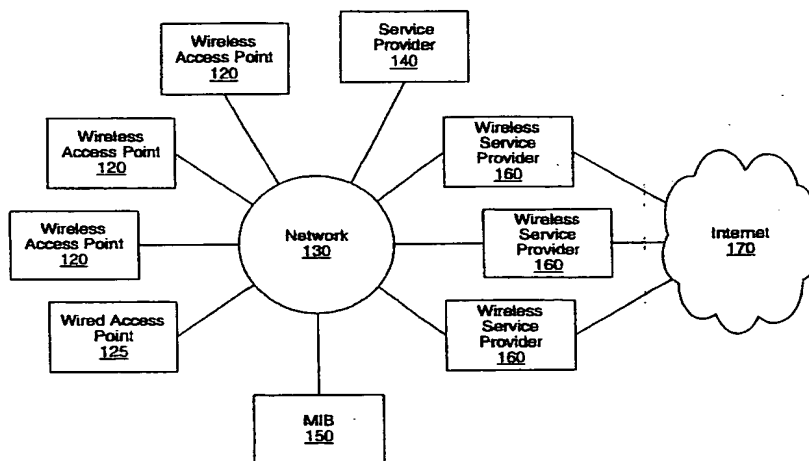 Wireless
Access Point
120
Service
Provider
140
Wireless
Access Point
120
Wireless
Service
Provider
160
Wireless
Access Point
120
Network
130
Wireless
Service
Provider
160
Internet
170
Wired Access
Point
125
Wireless
Service
Provider
160
MIB
150